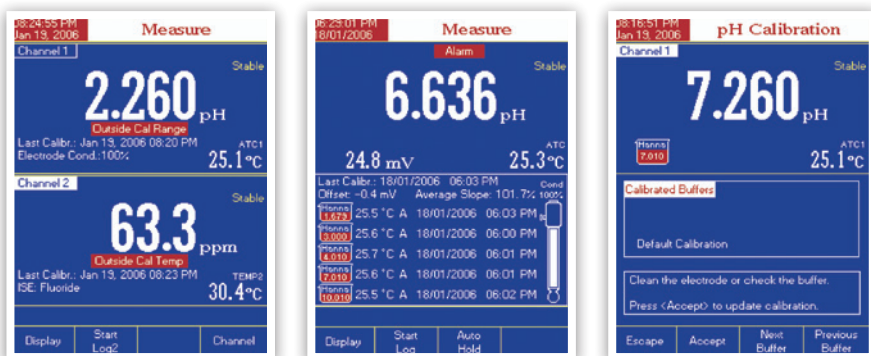 08:24:55 PM
Jan 19, 2006
Measure
Channel 1
Stable
2.260 pH
Outside Cal Range
Last Calibr.: Jan 19, 2006 08:20 PM
ATC1
Electrode Cond.:100%
25.1°C
Channel 2
Stable
63.3 ppm
Outside Cal Temp
Last Calibr.: Jan 19, 2006 08:23 PM
TEMP2
ISE: Fluoride
30.4°C
Display
Start Log2
Channel
06:29:01 PM
18/01/2006
Measure
Alarm
Stable
6.636 pH
ATC
24.8 mV
25.3°C
Last Calibr.: 18/01/2006 06:03 PM
Cond
Offset: -0.4 mV Average Slope: 101.7% 100%
Hanna
1.679 25.5 °C A 18/01/2006 06:03 PM
Hanna
3.000 25.6 °C A 18/01/2006 06:00 PM
Hanna
4.010 25.7 °C A 18/01/2006 06:01 PM
Hanna
7.010 25.6 °C A 18/01/2006 06:01 PM
Hanna
10.010 25.5 °C A 18/01/2006 06:02 PM
Display
Start Log
Auto Hold
08:16:51 PM
Jan 19, 2006
pH Calibration
Channel 1
Stable
7.260 pH
Hanna
7.010
ATC1
25.1°C
Calibrated Buffers
Default Calibration
Clean the electrode or check the buffer.
Press <Accept> to update calibration.
Escape
Accept
Next Buffer
Previous Buffer